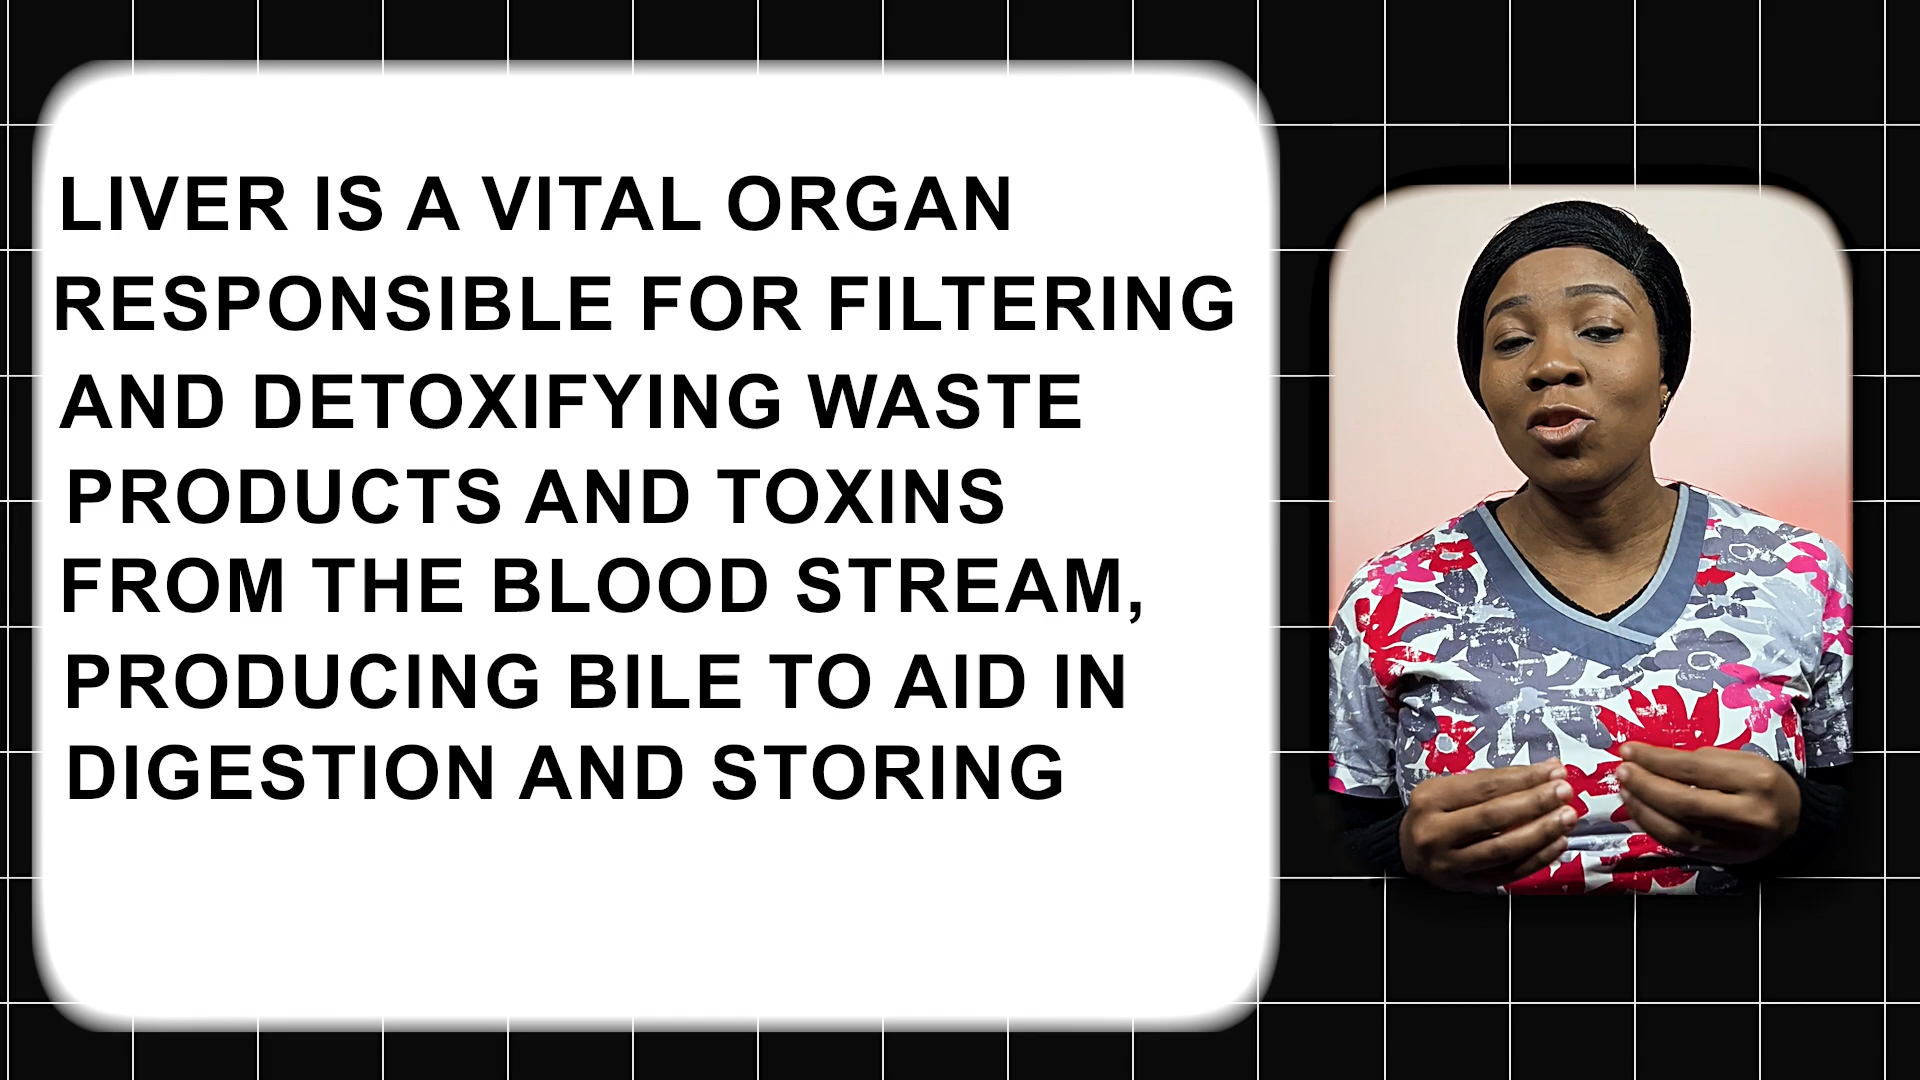 LIVER IS A VITAL ORGAN
RESPONSIBLE FOR FILTERING
AND DETOXIFYING WASTE
PRODUCTS AND TOXINS
FROM THE BLOOD STREAM,
PRODUCING BILE TO AID IN
DIGESTION AND STORING